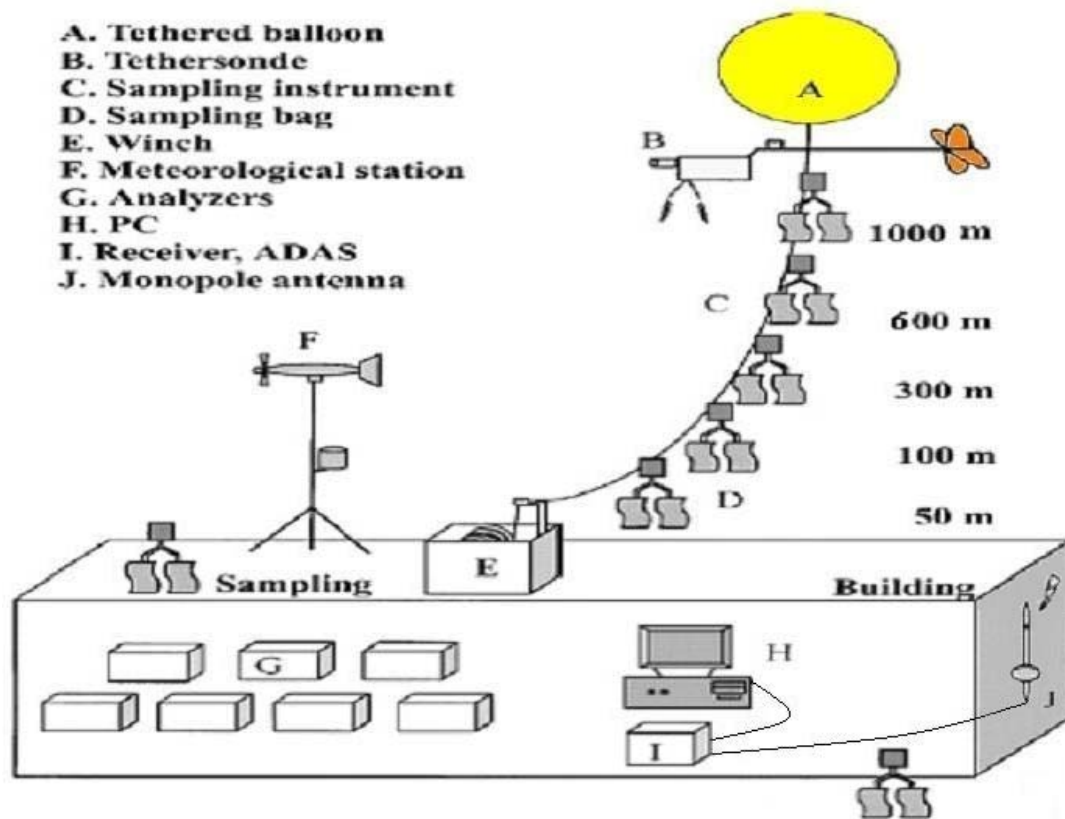 A. Tethered balloon
B. Tethersonde
C. Sampling instrument
D. Sampling bag
E. Winch
F. Meteorological station
G. Analyzers
H. PC
I. Receiver, ADAS
J. Monopole antenna
A
B
1000 m
C
600 m
F
300 m
100 m
D
50 m
E
Sampling
Building
G
H
J
I